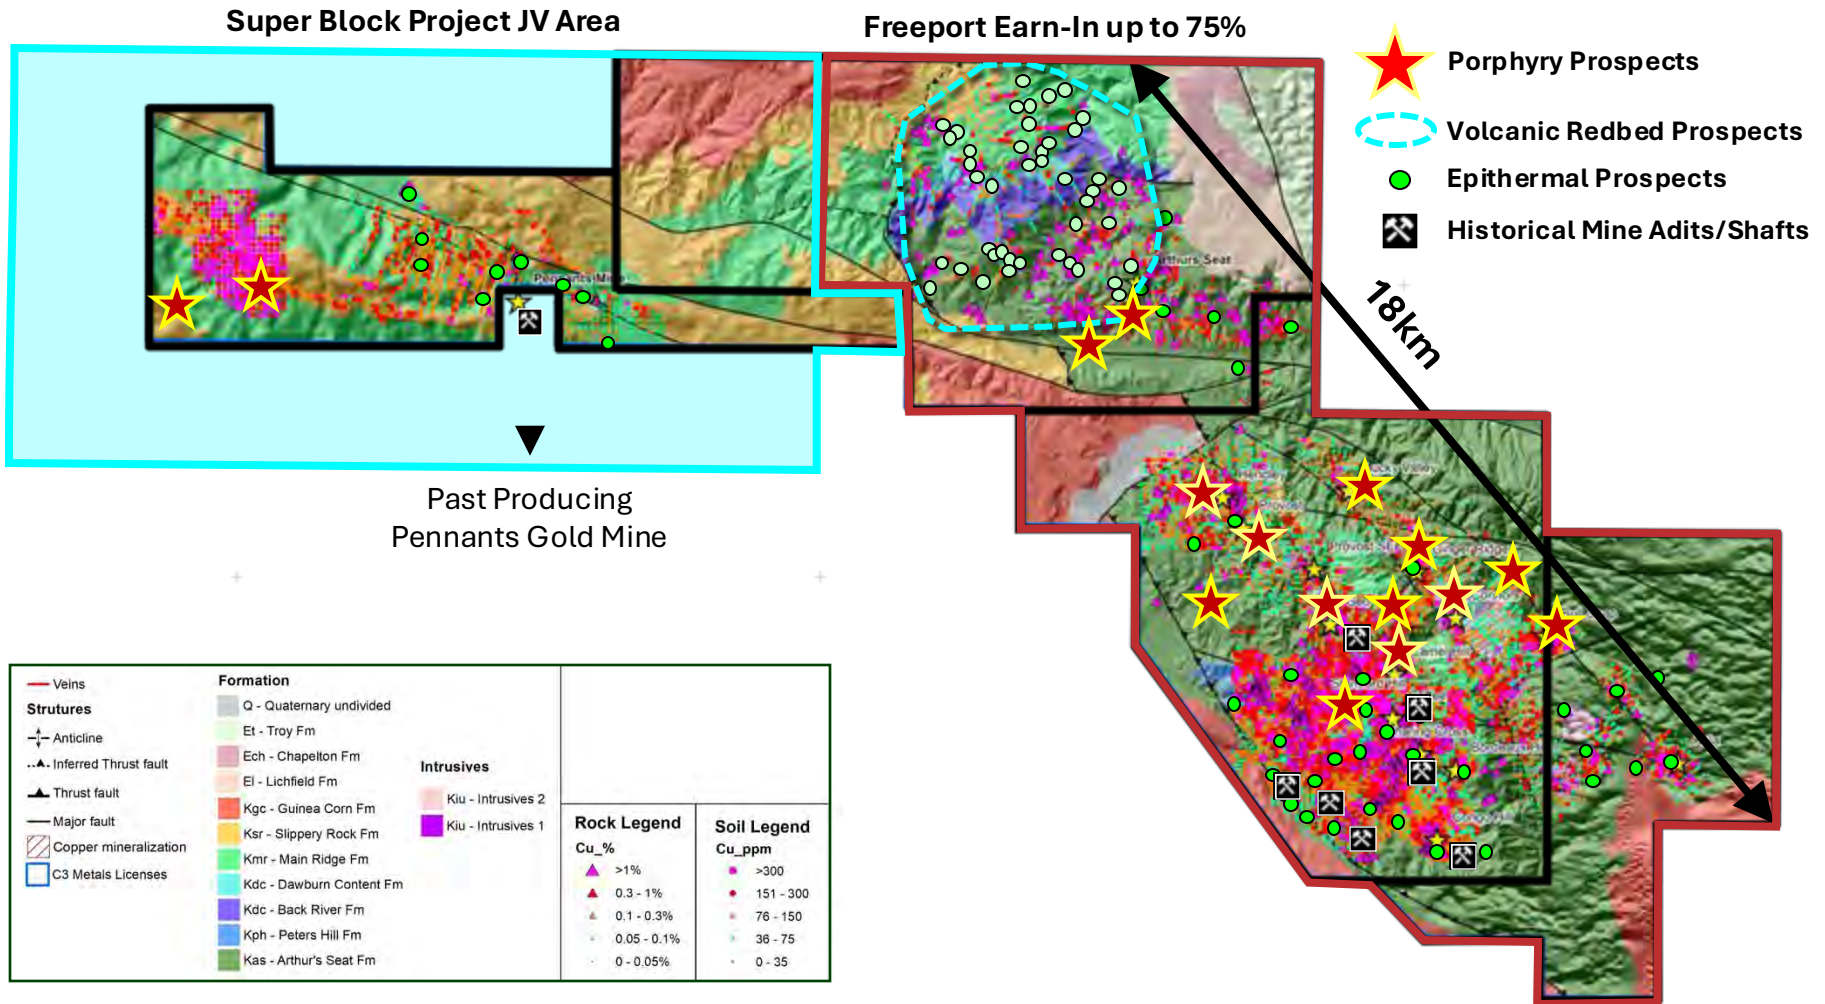 Super Block Project JV Area
Freeport Earn-In up to 75%
Porphyry Prospects
Volcanic Redbed Prospects
Epithermal Prospects
Historical Mine Adits/Shafts
18km
Arthurs Seat
Past Producing
Pennants Gold Mine
Veins
Strutures
Anticline
Inferred Thrust fault
Thrust fault
Major fault
Copper mineralization
C3 Metals Licenses
Formation
Q - Quaternary undivided
Et - Troy Fm
Ech - Chapelton Fm
El - Lichfield Fm
Kgc - Guinea Corn Fm
Ksr - Slippery Rock Fm
Kmr - Main Ridge Fm
Kdc - Dawburn Content Fm
Kdc - Back River Fm
Kph - Peters Hill Fm
Kas - Arthur's Seat Fm
Intrusives
Kiu - Intrusives 2
Kiu - Intrusives 1
Rock Legend
Cu_%
>1%
0.3 - 1%
0.1 - 0.3%
0.05 - 0.1%
0 - 0.05%
Soil Legend
Cu_ppm
>300
151 - 300
76 - 150
36 - 75
0 - 35